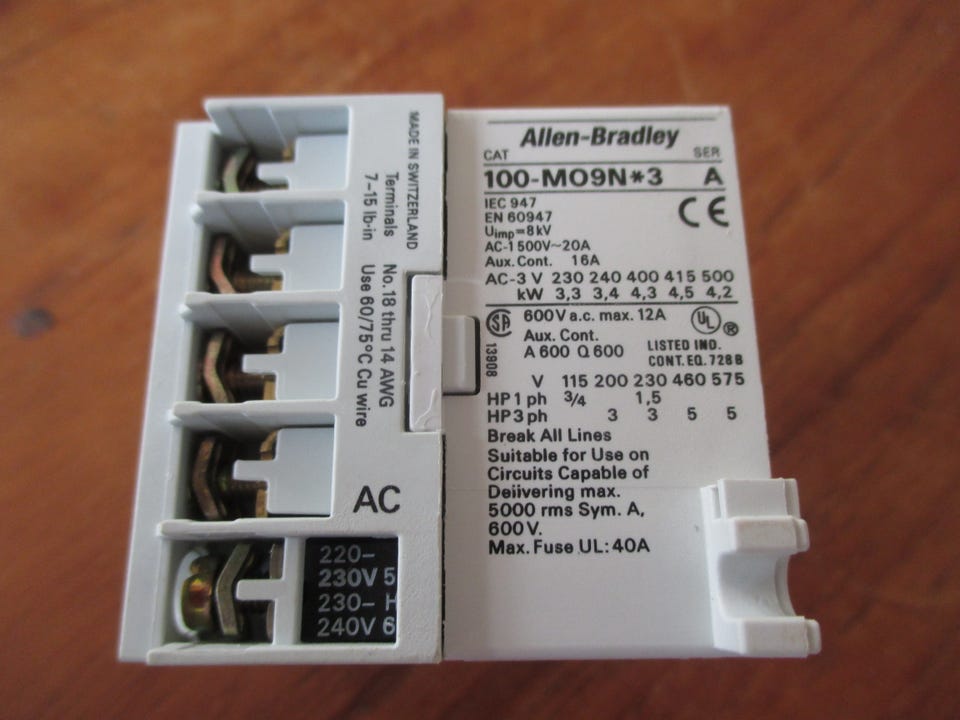 MADE IN SWITZERLAND
Terminals No. 18 thru 14 AWG
7-15 lb·in Use 60/75°C Cu wire
AC
220-
230V 5
230- H
240V 6
Allen-Bradley
CAT SER
100-MO9N*3 A
IEC 947
EN 60947
Uimp=8kV
CE
AC-1 500V~20A
Aux. Cont. 16A
AC-3 V 230 240 400 415 500
kW 3,3 3,4 4,3 4,5 4,2
SA 600V a.c. max. 12A UL ®
Aux. Cont.
A 600 Q 600
13908
LISTED IND.
CONT. EQ. 728 B
V 115 200 230 460 575
HP 1 ph 3/4 1,5
HP 3 ph 3 3 5 5
Break All Lines
Suitable for Use on
Circuits Capable of
Deiivering max.
5000 rms Sym. A,
600 V.
Max. Fuse UL: 40A